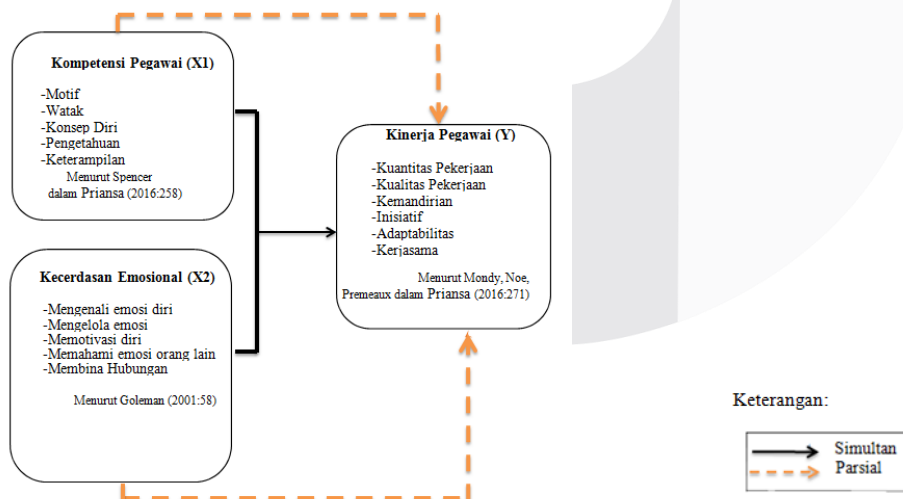 Kompetensi Pegawai (X1)
-Motif
-Watak
-Konsep Diri
-Pengetahuan
-Keterampilan
Menurut Spencer
dalam Priansa (2016:258)
Kecerdasan Emosional (X2)
-Mengenali emosi diri
-Mengelola emosi
-Memotivasi diri
-Memahami emosi orang lain
-Membina Hubungan
Menurut Goleman (2001:58)
Kinerja Pegawai (Y)
-Kuantitas Pekerjaan
-Kualitas Pekerjaan
-Kemandirian
-Inisiatif
-Adaptabilitas
-Kerjasama
Menurut Mondy, Noe,
Premeaux dalam Priansa (2016:271)
Keterangan:
Simultan
Parsial